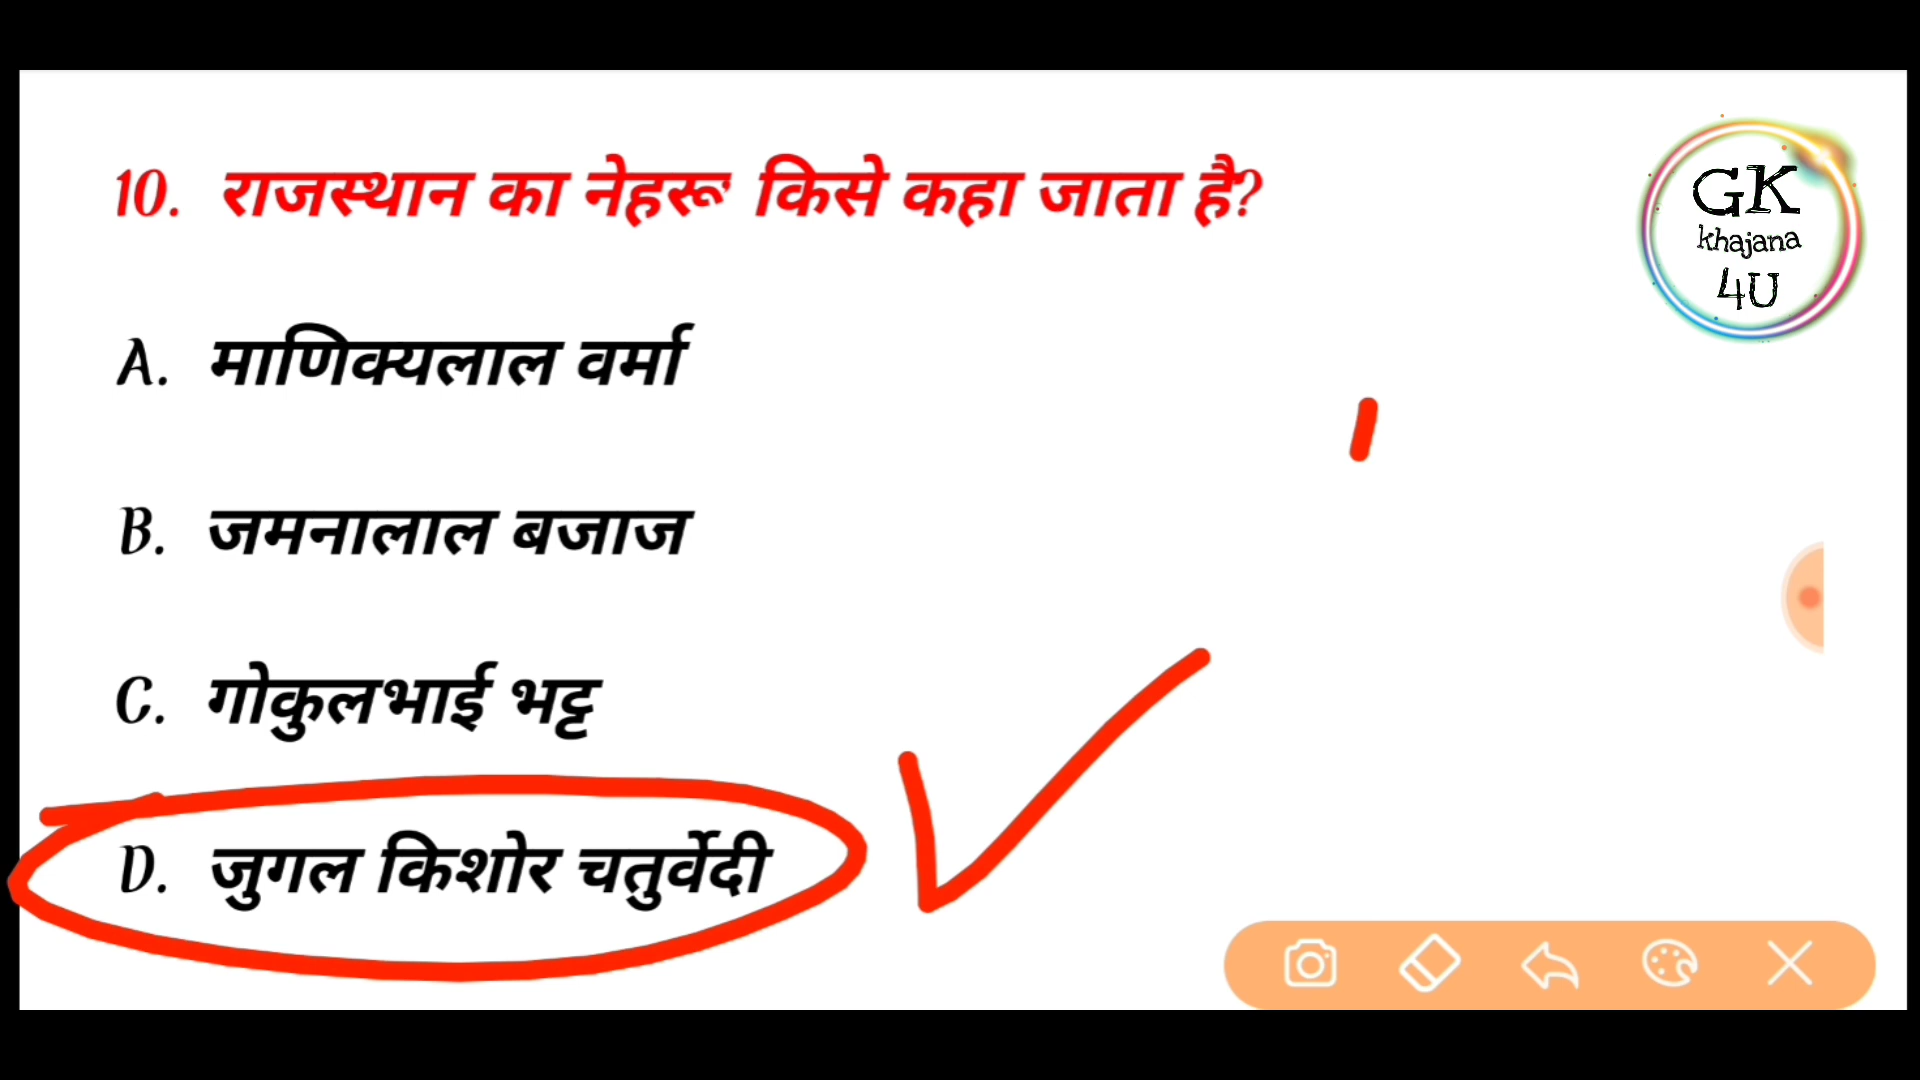 10. राजस्थान का नेहरू किसे कहा जाता है?
GK
khajana
4U
A. माणिक्यलाल वर्मा
B. जमनालाल बजाज
C. गोकुलभाई भट्ट
D. जुगल किशोर चतुर्वेदी